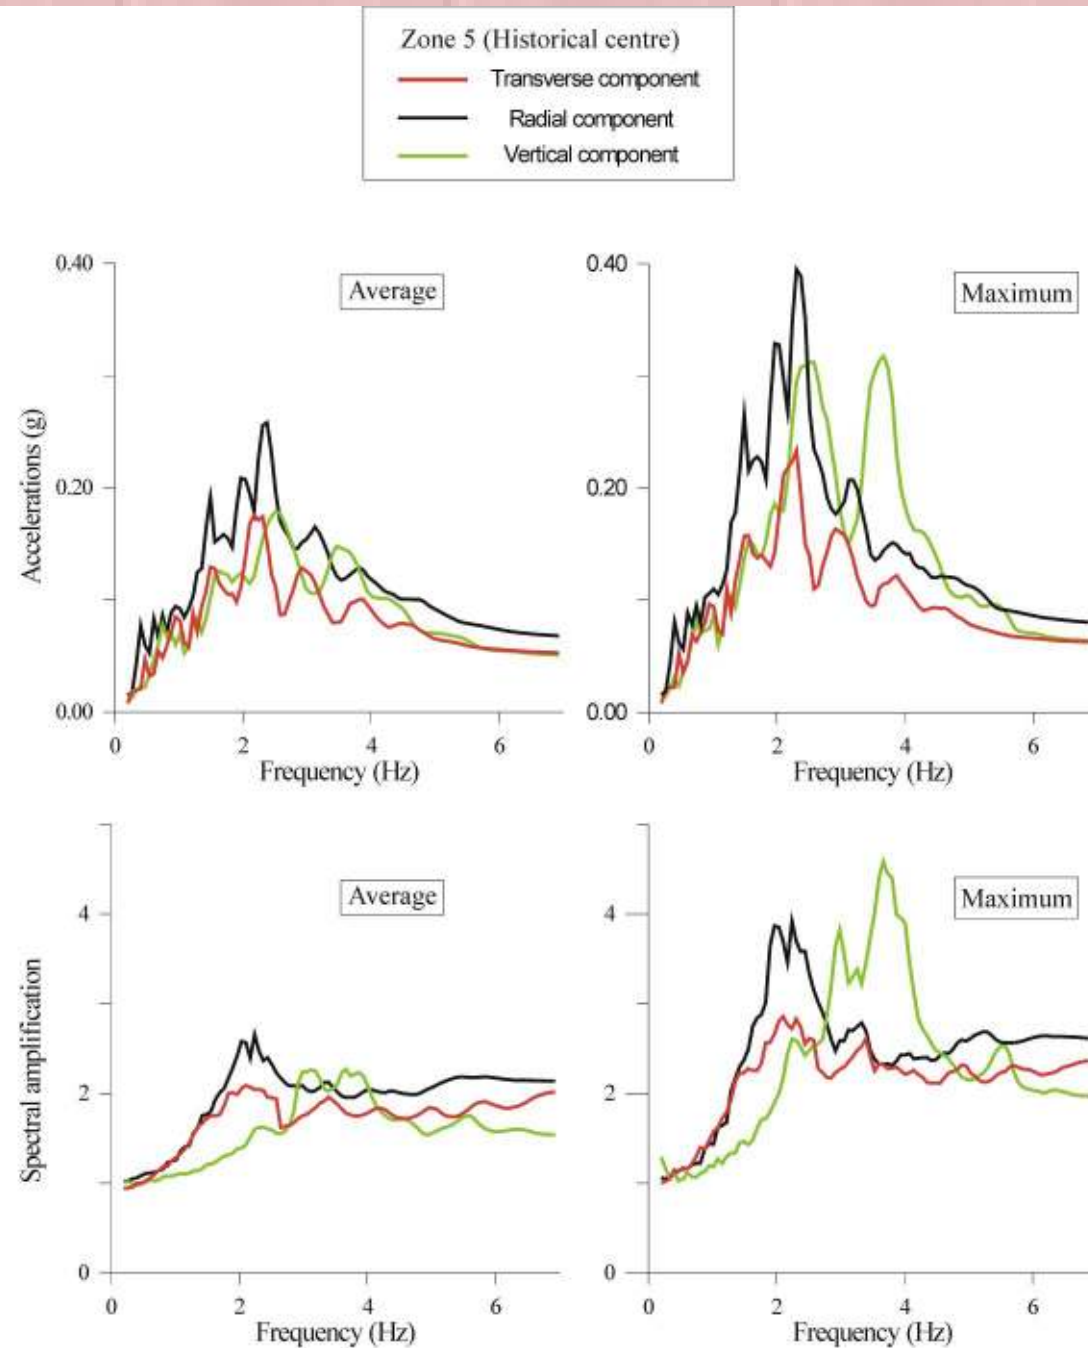 Zone 5 (Historical centre)
Transverse component
Radial component
Vertical component
0.40
Average
0.20
0.00
Accelerations (g)
0 2 4 6
Frequency (Hz)
0.40
Maximum
0.20
0.00
0 2 4 6
Frequency (Hz)
Average
4
2
0
Spectral amplification
0 2 4 6
Frequency (Hz)
Maximum
4
2
0
0 2 4 6
Frequency (Hz)